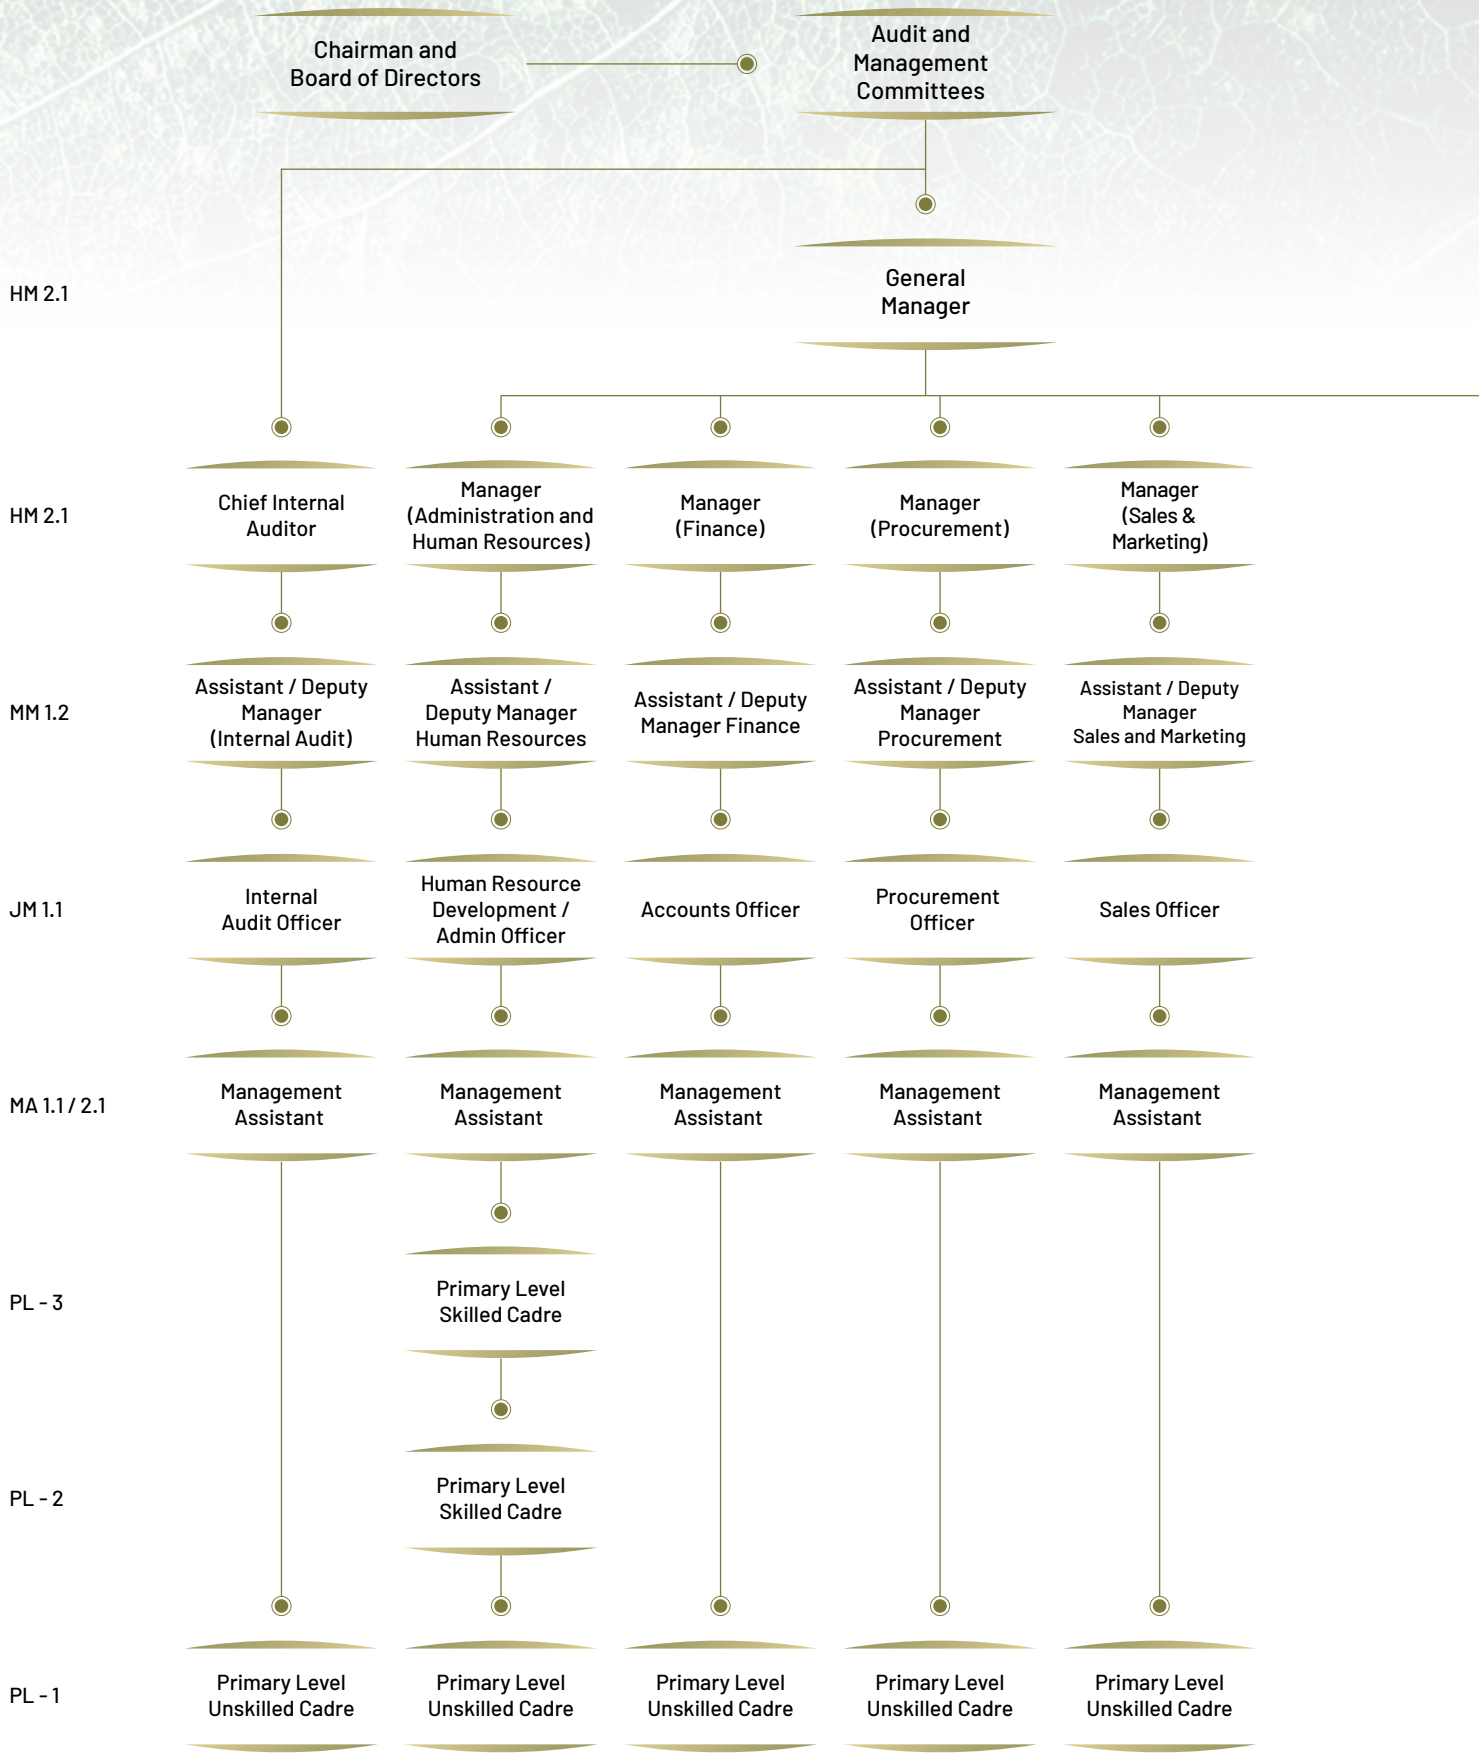 Chairman and
Board of Directors
Audit and
Management
Committees
HM 2.1
General
Manager
HM 2.1
Chief Internal
Auditor
Manager
(Administration and
Human Resources)
Manager
(Finance)
Manager
(Procurement)
Manager
(Sales &
Marketing)
MM 1.2
Assistant / Deputy
Manager
(Internal Audit)
Assistant /
Deputy Manager
Human Resources
Assistant / Deputy
Manager Finance
Assistant / Deputy
Manager
Procurement
Assistant / Deputy
Manager
Sales and Marketing
JM 1.1
Internal
Audit Officer
Human Resource
Development /
Admin Officer
Accounts Officer
Procurement
Officer
Sales Officer
MA 1.1 / 2.1
Management
Assistant
Management
Assistant
Management
Assistant
Management
Assistant
Management
Assistant
PL - 3
Primary Level
Skilled Cadre
PL - 2
Primary Level
Skilled Cadre
PL - 1
Primary Level
Unskilled Cadre
Primary Level
Unskilled Cadre
Primary Level
Unskilled Cadre
Primary Level
Unskilled Cadre
Primary Level
Unskilled Cadre